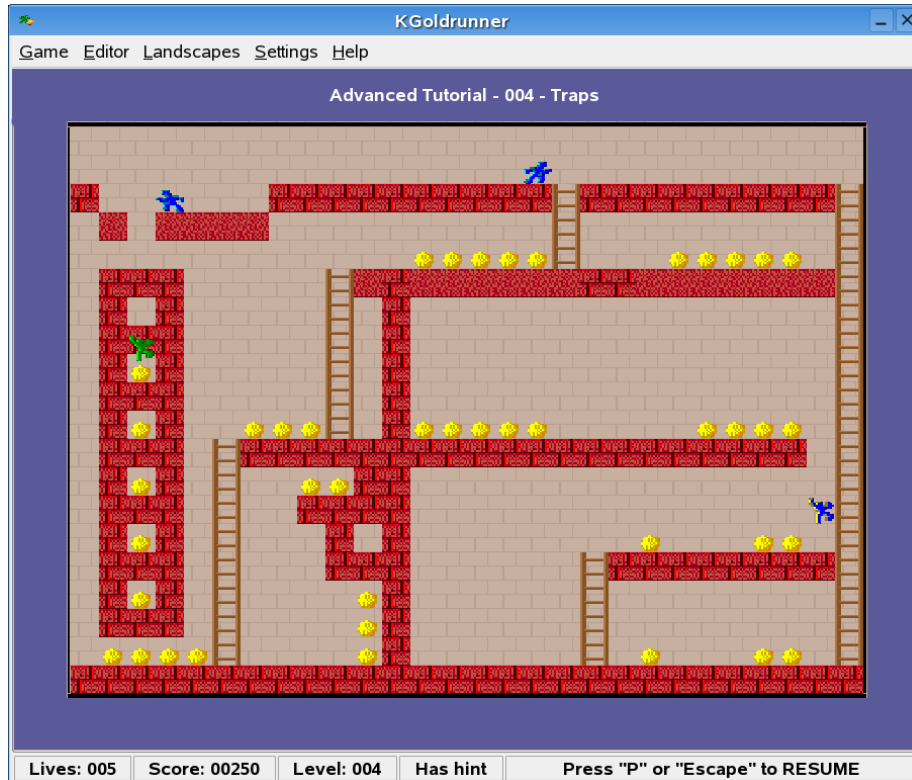 KGoldrunner
Game Editor Landscapes Settings Help
Advanced Tutorial - 004 - Traps
Lives: 005 Score: 00250 Level: 004 Has hint Press "P" or "Escape" to RESUME